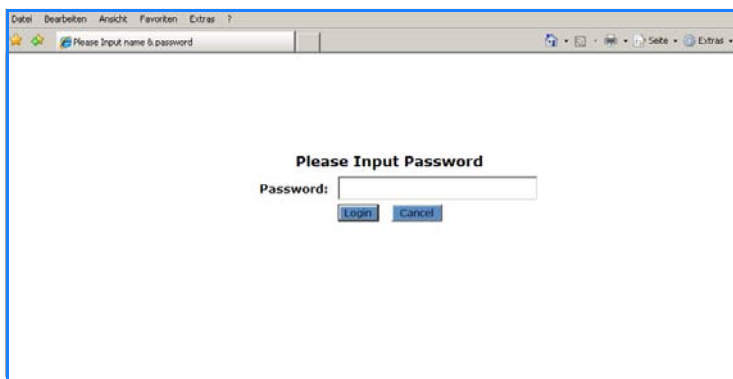 Datei Bearbeiten Ansicht Favoriten Extras ?
Please Input name & password Seite Extras
Please Input Password
Password:
Login Cancel